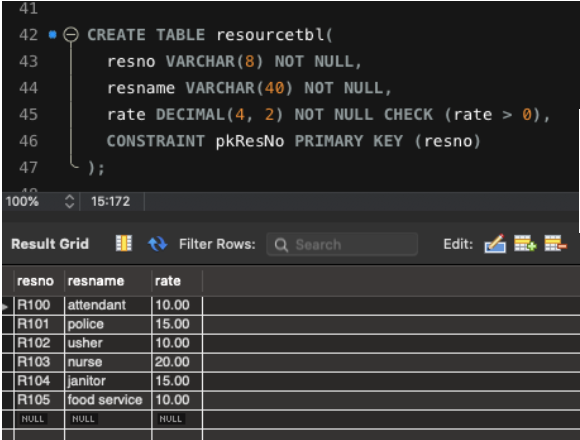 41
42 CREATE TABLE resourcetbl(
43 resno VARCHAR(8) NOT NULL,
44 resname VARCHAR(40) NOT NULL,
45 rate DECIMAL(4, 2) NOT NULL CHECK (rate > 0),
46 CONSTRAINT pkResNo PRIMARY KEY (resno)
47 );
100% 15:172
Result Grid Filter Rows: Search Edit:
resno resname rate
R100 attendant 10.00
R101 police 15.00
R102 usher 10.00
R103 nurse 20.00
R104 janitor 15.00
R105 food service 10.00
NULL NULL NULL